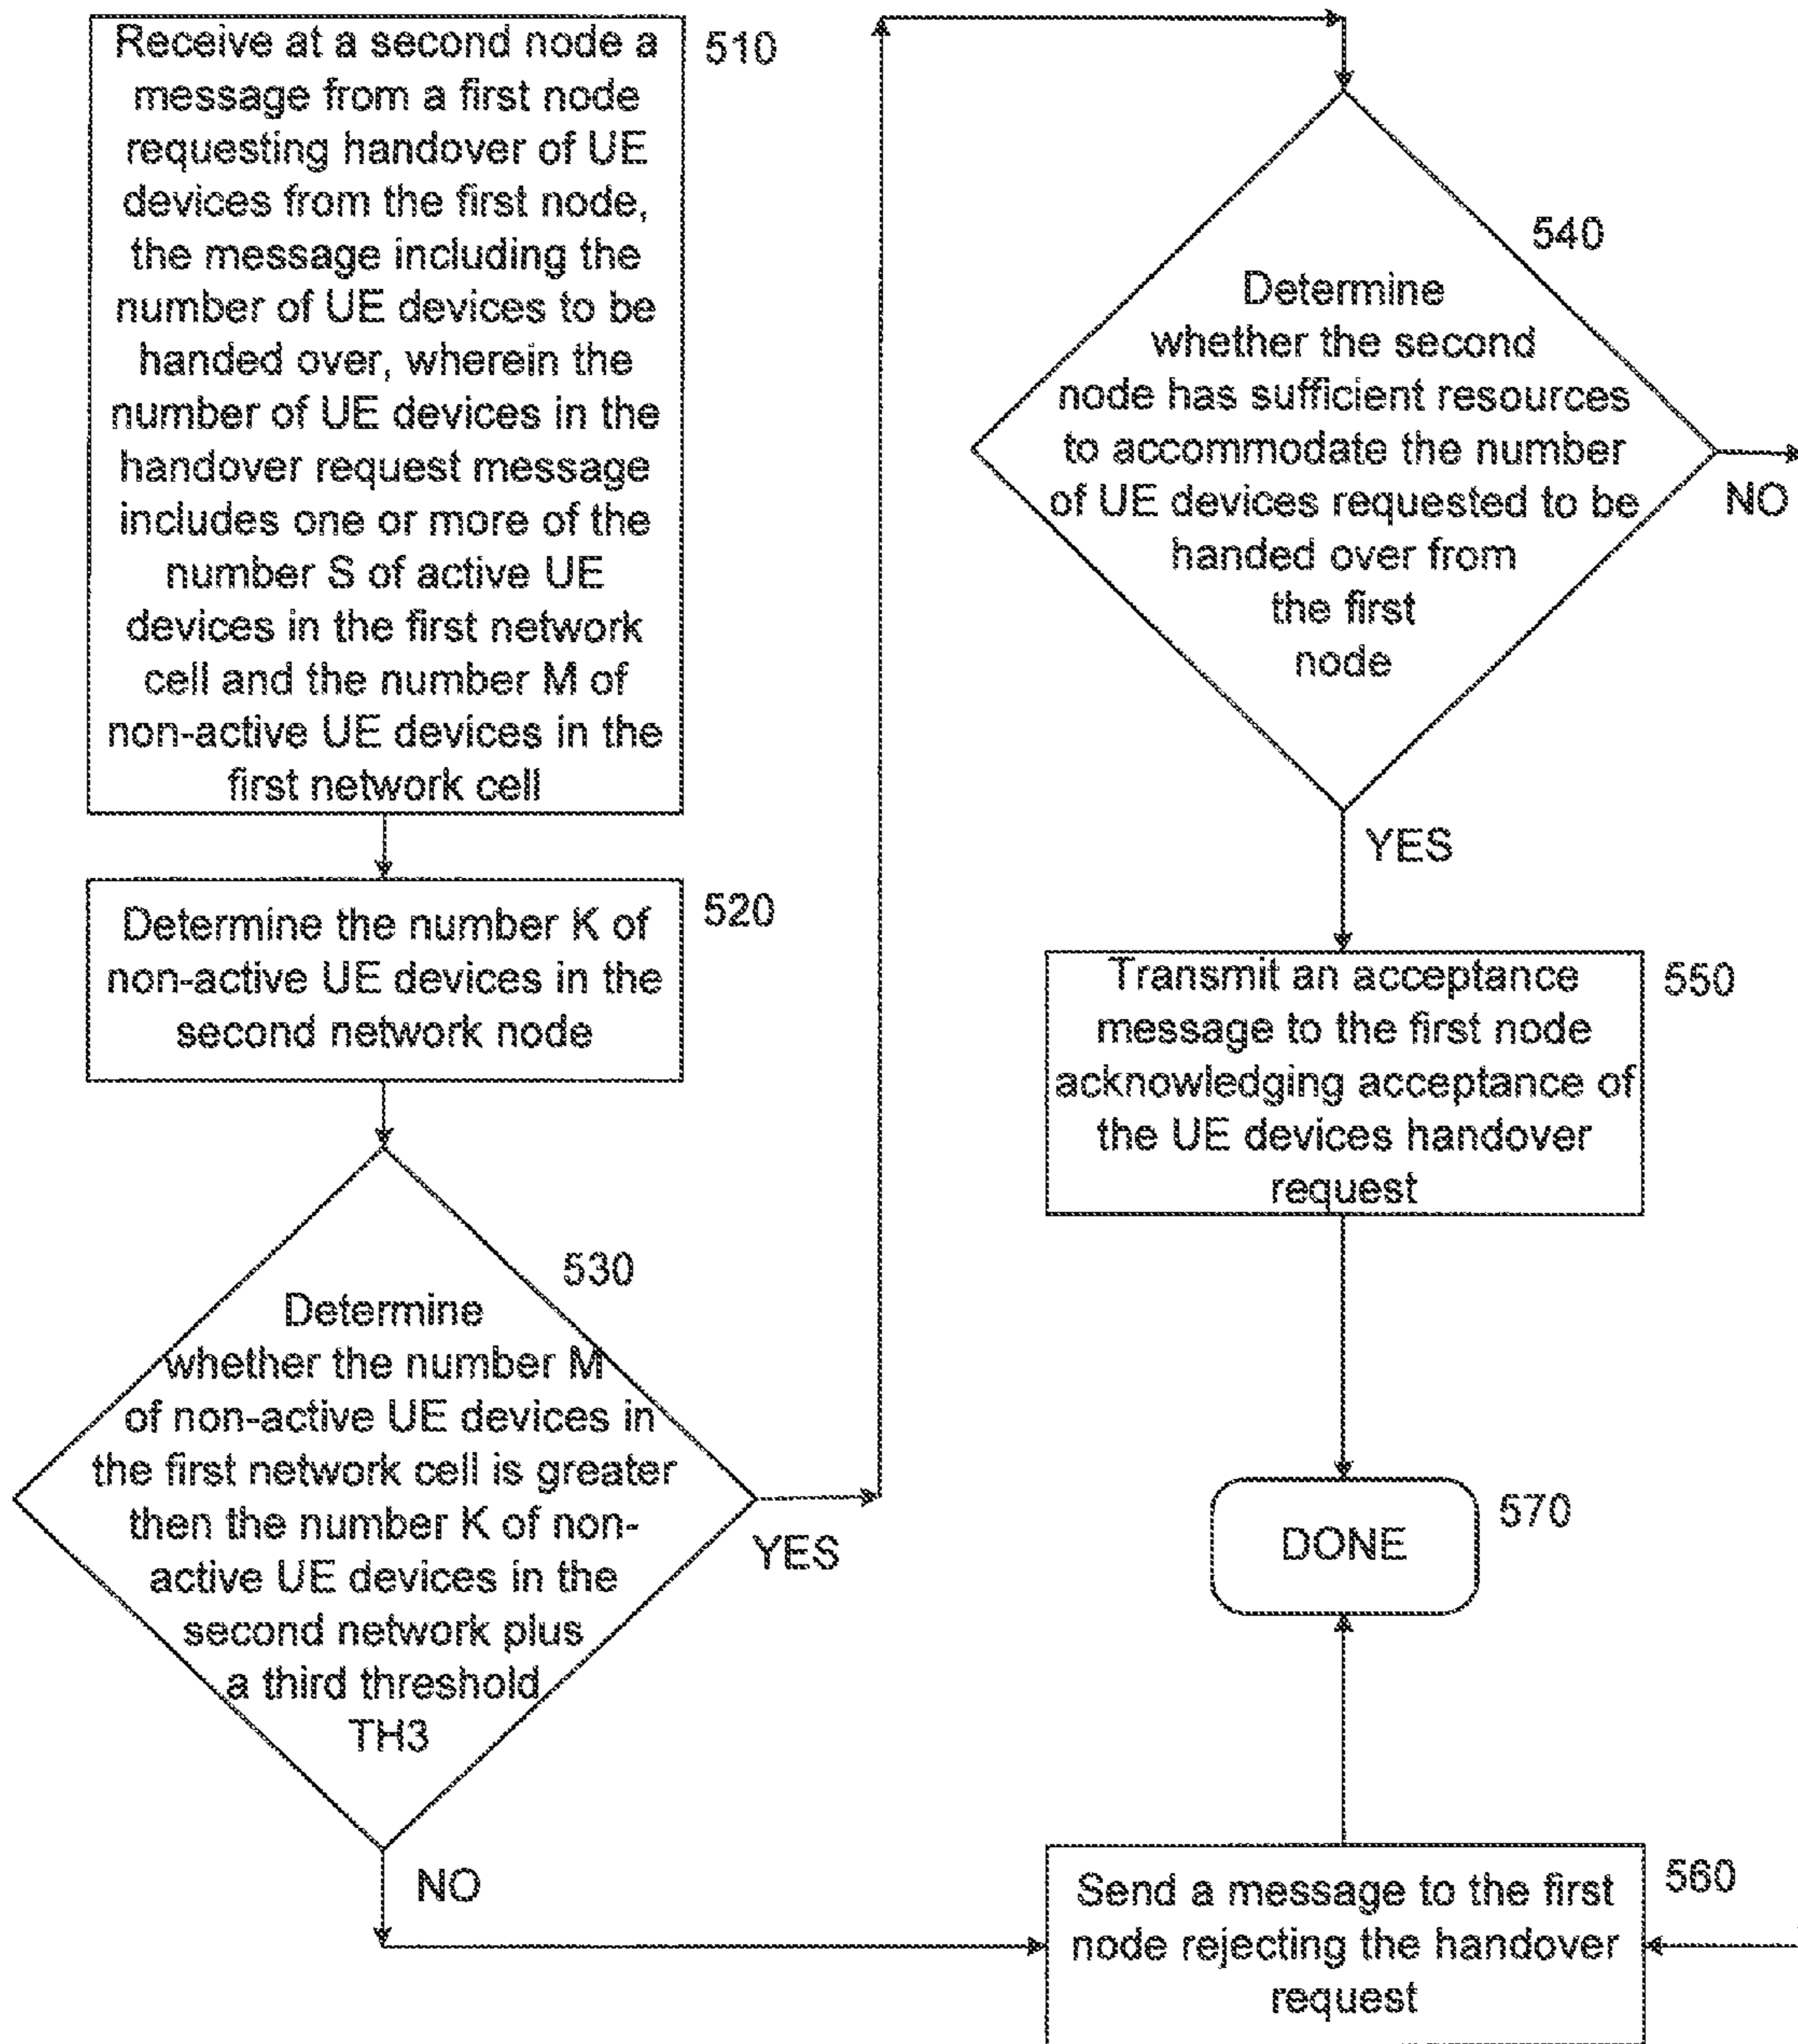 Receive at a second node a
message from a first node
requesting handover of UE
devices from the first node,
the message including the
number of UE devices to be
handed over, wherein the
number of UE devices in the
handover request message
includes one or more of the
number S of active UE
devices in the first network
cell and the number M of
non-active UE devices in the
first network cell
510
Determine the number K of
non-active UE devices in the
second network node
520
530
Determine
whether the number M
of non-active UE devices in
the first network cell is greater
then the number K of non-
active UE devices in the
second network plus
a third threshold
TH3
YES
NO
540
Determine
whether the second
node has sufficient resources
to accommodate the number
of UE devices requested to be
handed over from
the first
node
NO
YES
Transmit an acceptance
message to the first node
acknowledging acceptance of
the UE devices handover
request
550
DONE
570
Send a message to the first
node rejecting the handover
request
560